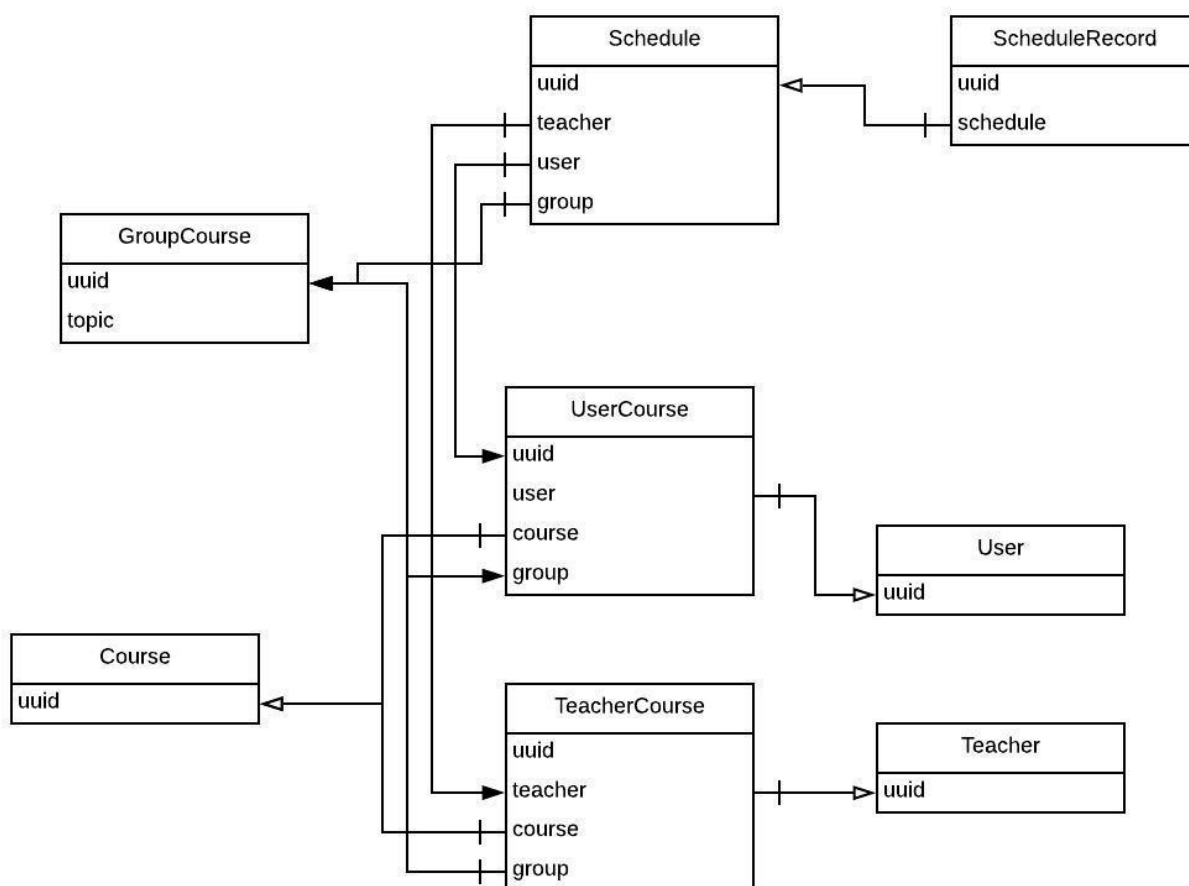 Schedule
uuid
teacher
user
group
ScheduleRecord
uuid
schedule
GroupCourse
uuid
topic
UserCourse
uuid
user
course
group
User
uuid
Course
uuid
TeacherCourse
uuid
teacher
course
group
Teacher
uuid